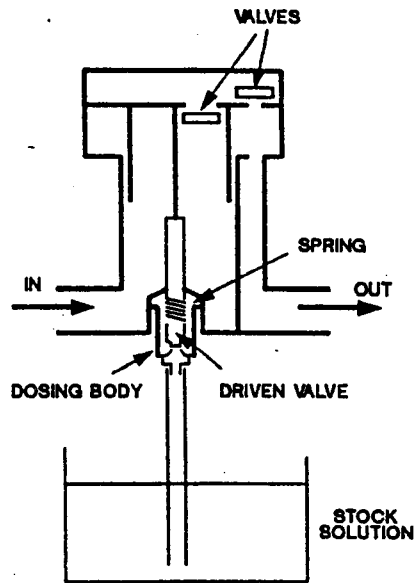 VALVES
SPRING
IN
OUT
DOSING BODY
DRIVEN VALVE
STOCK
SOLUTION